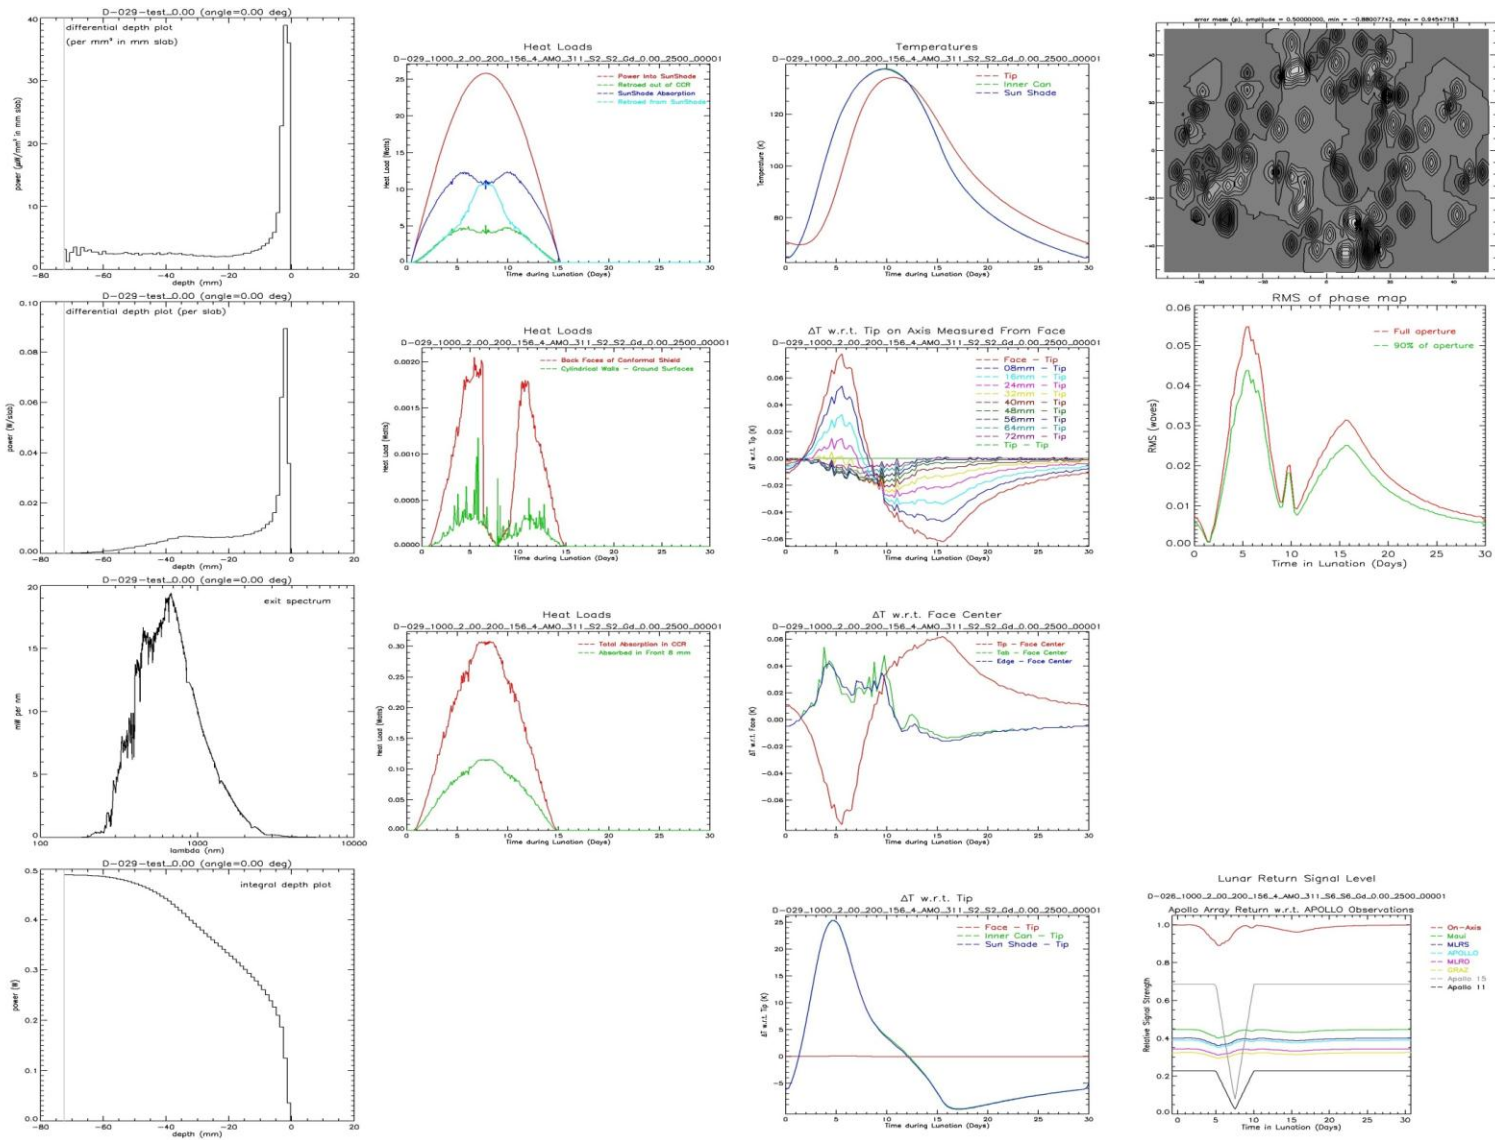 D-029-test_0.00 (angle=0.00 deg)
differential depth plot
(per mm³ in mm slab)
power (μW/mm³ in mm slab)
depth (mm)
Heat Loads
D-029_1000_2_00_200_156_4_AMO_311_S2_S2_Gd_0.00_2500_00001
Power into SunShade
Retroed out of CCR
SunShade Absorption
Retroed from SunShade
Heat Load (Watts)
Time during Lunation (Days)
Temperatures
D-029_1000_2_00_200_156_4_AMO_311_S2_S2_Gd_0.00_2500_00001
Tip
Inner Can
Sun Shade
Temperature (K)
Time during Lunation (Days)
error mask (p), amplitude = 0.50000000, min = -0.88007742, max = 0.94547183
D-029-test_0.00 (angle=0.00 deg)
differential depth plot (per slab)
power (W/slab)
depth (mm)
Heat Loads
D-029_1000_2_00_200_156_4_AMO_311_S2_S2_Gd_0.00_2500_00001
Back Faces of Conformal Shield
Cylindrical Walls - Ground Surfaces
Heat Load (Watts)
Time during Lunation (Days)
ΔT w.r.t. Tip on Axis Measured From Face
D-029_1000_2_00_200_156_4_AMO_311_S2_S2_Gd_0.00_2500_00001
Face - Tip
08mm - Tip
16mm - Tip
24mm - Tip
32mm - Tip
40mm - Tip
48mm - Tip
56mm - Tip
64mm - Tip
72mm - Tip
Tip - Tip
ΔT w.r.t. Tip (K)
Time during Lunation (Days)
RMS of phase map
Full aperture
90% of aperture
RMS (waves)
Time in Lunation (Days)
D-029-test_0.00 (angle=0.00 deg)
exit spectrum
mW per nm
lambda (nm)
Heat Loads
D-029_1000_2_00_200_156_4_AMO_311_S2_S2_Gd_0.00_2500_00001
Total Absorption in CCR
Absorbed in Front 8 mm
Heat Load (Watts)
Time during Lunation (Days)
ΔT w.r.t. Face Center
D-029_1000_2_00_200_156_4_AMO_311_S2_S2_Gd_0.00_2500_00001
Tip - Face Center
Tab - Face Center
Edge - Face Center
ΔT w.r.t. Face (K)
Time during Lunation (Days)
D-029-test_0.00 (angle=0.00 deg)
integral depth plot
power (W)
depth (mm)
ΔT w.r.t. Tip
D-029_1000_2_00_200_156_4_AMO_311_S2_S2_Gd_0.00_2500_00001
Face - Tip
Inner Can - Tip
Sun Shade - Tip
ΔT w.r.t. Tip (K)
Time during Lunation (Days)
Lunar Return Signal Level
D-026_1000_2_00_200_156_4_AMO_311_S6_S6_Gd_0.00_2500_00001
Apollo Array Return w.r.t. APOLLO Observations
On-Axis
Maui
MLRS
APOLLO
MLRO
GRAZ
Apollo 15
Apollo 11
Relative Signal Strength
Time in Lunation (Days)